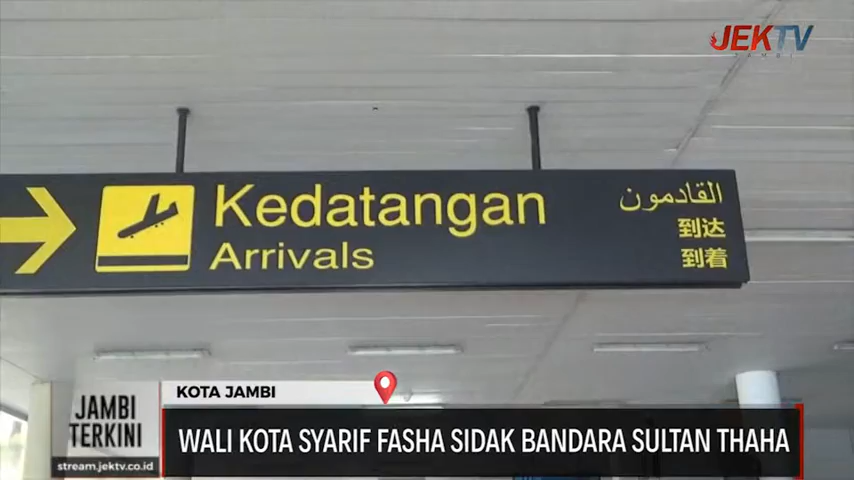 JEKTV
JAMBI
Kedatangan
Arrivals
القادمون
到达
到着
JAMBI
TERKINI
stream.jektv.co.id
KOTA JAMBI
WALI KOTA SYARIF FASHA SIDAK BANDARA SULTAN THAHA